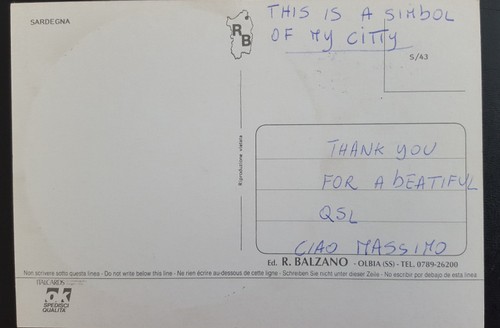 SARDEGNA
RB
THIS IS A SIMBOL
OF MY CITTY
S/43
Riproduzione vietata
THANK YOU
FOR A bEATIFUL
QSL
CIAO MASSIMO
Ed. R. BALZANO - OLBIA (SS) - TEL. 0789-26200
Non scrivere sotto questa linea - Do not write below this line - Ne rien écrire au-dessous de cette ligne - Schreiben Sie nicht unter dieser Zeile - No escribir por debajo de esta linea
ITALCARDS
SPEDISCI
QUALITÀ